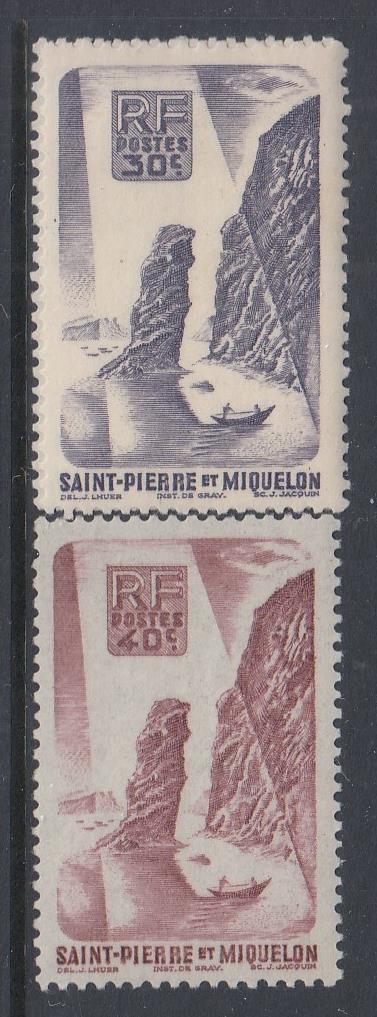 RF
POSTES
30c
SAINT-PIERRE ET MIQUELON
DEL. J. LHUER INST. DE GRAV. SC. J. JACQUIN
RF
POSTES
40c
SAINT-PIERRE ET MIQUELON
DEL. J. LHUER INST. DE GRAV. SC. J. JACQUIN